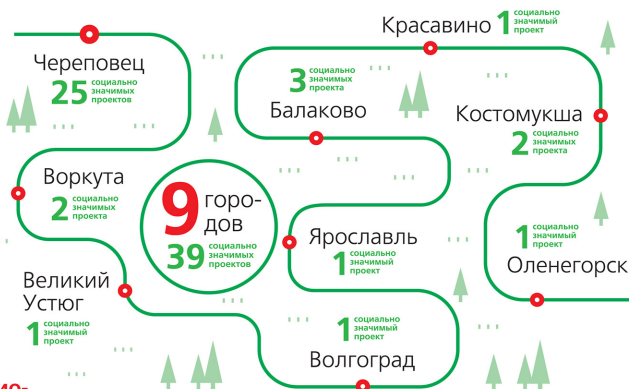 Красавино
1 социально
значимый
проект
Череповец
25 социально
значимых
проектов
3 социально
значимых
проекта
Балаково
Костомукша
2 социально
значимых
проекта
Воркута
2 социально
значимых
проекта
9 горо-
дов
39 социально
значимых
проектов
Ярославль
1 социально
значимый
проект
1 социально
значимый
проект
Оленегорск
Великий
Устюг
1 социально
значимый
проект
1 социально
значимый
проект
Волгоград